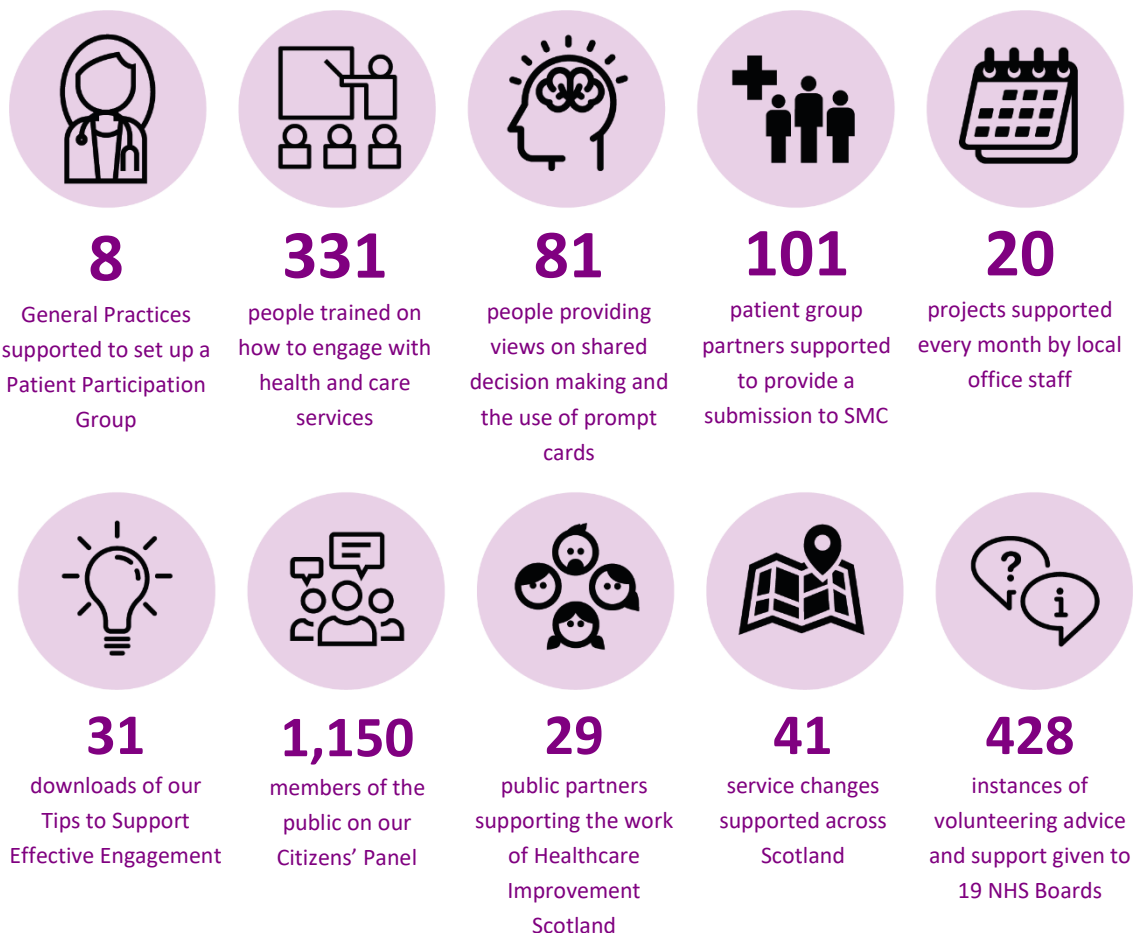 8
General Practices
supported to set up a
Patient Participation
Group
331
people trained on
how to engage with
health and care
services
81
people providing
views on shared
decision making and
the use of prompt
cards
101
patient group
partners supported
to provide a
submission to SMC
20
projects supported
every month by local
office staff
31
downloads of our
Tips to Support
Effective Engagement
1,150
members of the
public on our
Citizens’ Panel
29
public partners
supporting the work
of Healthcare
Improvement
Scotland
41
service changes
supported across
Scotland
?
i
428
instances of
volunteering advice
and support given to
19 NHS Boards